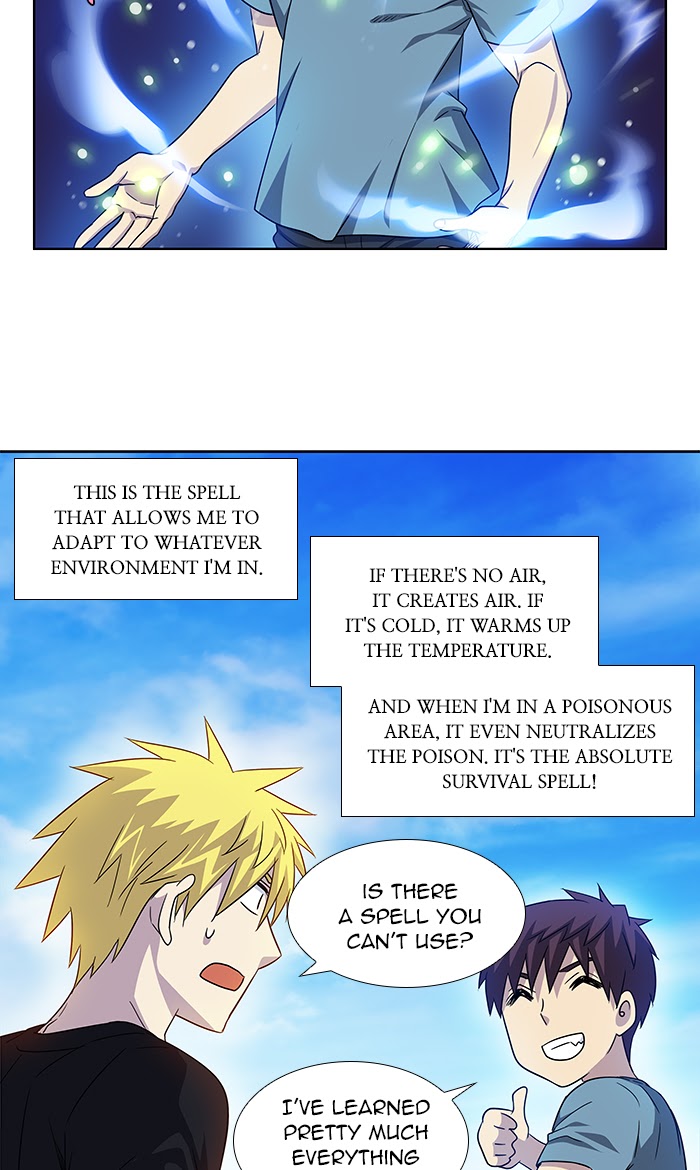 THIS IS THE SPELL
THAT ALLOWS ME TO
ADAPT TO WHATEVER
ENVIRONMENT I'M IN.
IF THERE'S NO AIR,
IT CREATES AIR. IF
IT'S COLD, IT WARMS UP
THE TEMPERATURE.
AND WHEN I'M IN A POISONOUS
AREA, IT EVEN NEUTRALIZES
THE POISON. IT'S THE ABSOLUTE
SURVIVAL SPELL!
IS THERE
A SPELL YOU
CAN'T USE?
I'VE LEARNED
PRETTY MUCH
EVERYTHING